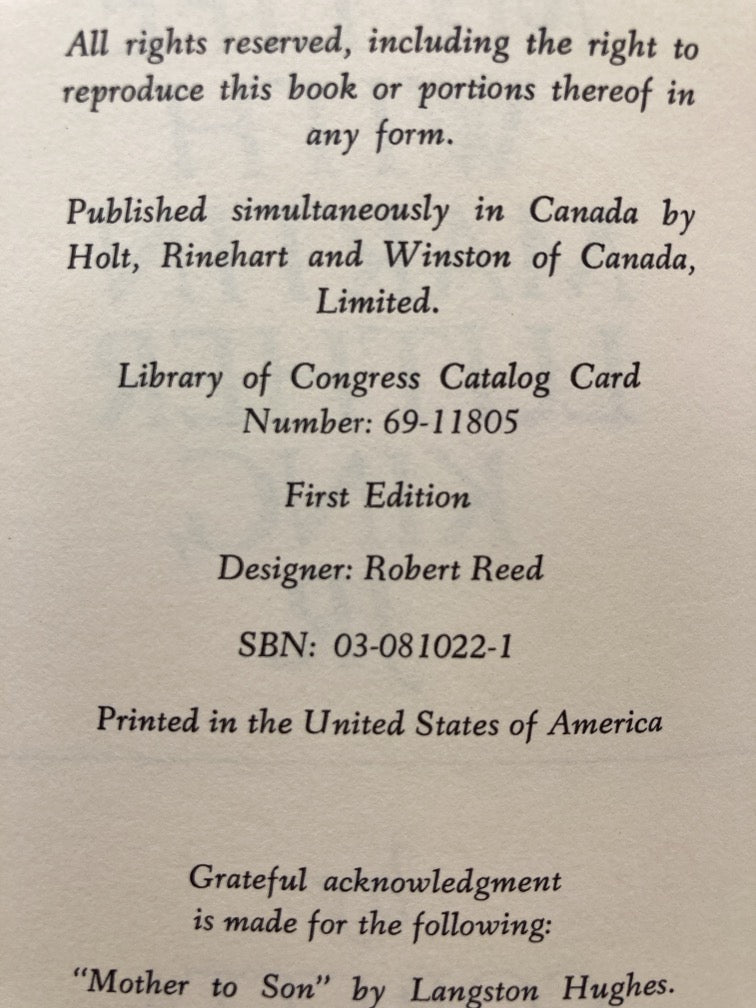 All rights reserved, including the right to
reproduce this book or portions thereof in
any form.
Published simultaneously in Canada by
Holt, Rinehart and Winston of Canada,
Limited.
Library of Congress Catalog Card
Number: 69-11805
First Edition
Designer: Robert Reed
SBN: 03-081022-1
Printed in the United States of America
Grateful acknowledgment
is made for the following:
“Mother to Son” by Langston Hughes.